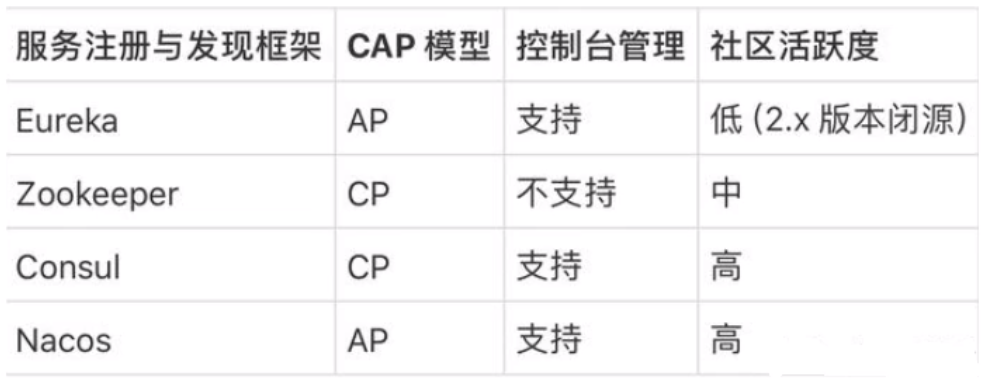 服务注册与发现框架 CAP 模型 控制台管理 社区活跃度
Eureka AP 支持 低 (2.x 版本闭源)
Zookeeper CP 不支持 中
Consul CP 支持 高
Nacos AP 支持 高